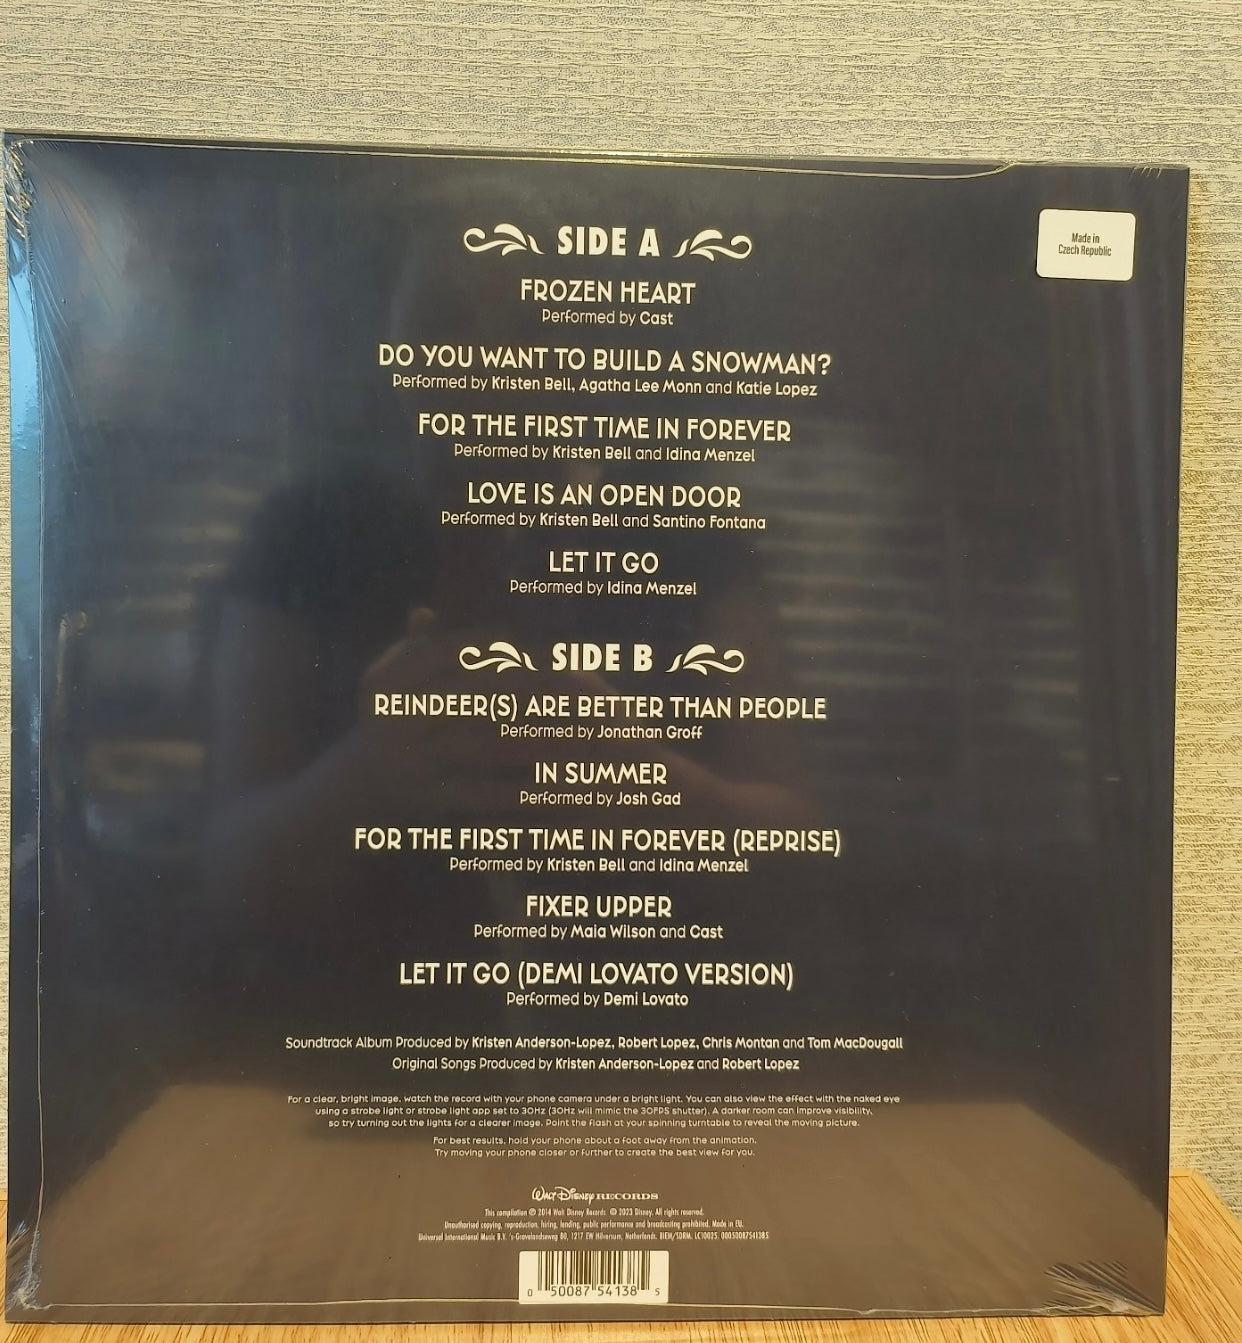 Made in
Czech Republic
SIDE A
FROZEN HEART
Performed by Cast
DO YOU WANT TO BUILD A SNOWMAN?
Performed by Kristen Bell, Agatha Lee Monn and Katie Lopez
FOR THE FIRST TIME IN FOREVER
Performed by Kristen Bell and Idina Menzel
LOVE IS AN OPEN DOOR
Performed by Kristen Bell and Santino Fontana
LET IT GO
Performed by Idina Menzel
SIDE B
REINDEER(S) ARE BETTER THAN PEOPLE
Performed by Jonathan Groff
IN SUMMER
Performed by Josh Gad
FOR THE FIRST TIME IN FOREVER (REPRISE)
Performed by Kristen Bell and Idina Menzel
FIXER UPPER
Performed by Maia Wilson and Cast
LET IT GO (DEMI LOVATO VERSION)
Performed by Demi Lovato
Soundtrack Album Produced by Kristen Anderson-Lopez, Robert Lopez, Chris Montan and Tom MacDougall
Original Songs Produced by Kristen Anderson-Lopez and Robert Lopez
For a clear, bright image, watch the record with your phone camera under a bright light. You can also view the effect with the naked eye
using a strobe light or strobe light app set to 30Hz (30Hz will mimic the 30FPS shutter). A darker room can improve visibility,
so try turning out the lights for a clearer image. Point the flash at your spinning turntable to reveal the moving picture.
For best results, hold your phone about a foot away from the animation.
Try moving your phone closer or further to create the best view for you.
Walt Disney RECORDS
This compilation ℗ 2014 Walt Disney Records © 2023 Disney. All rights reserved.
Unauthorised copying, reproduction, hiring, lending, public performance and broadcasting prohibited. Made in EU.
Universal International Music B.V. 's-Gravelandseweg 80, 1217 EW Hilversum, Netherlands. BIEM/SDRM. LC10025. 00050087541385
0 50087 54138 5